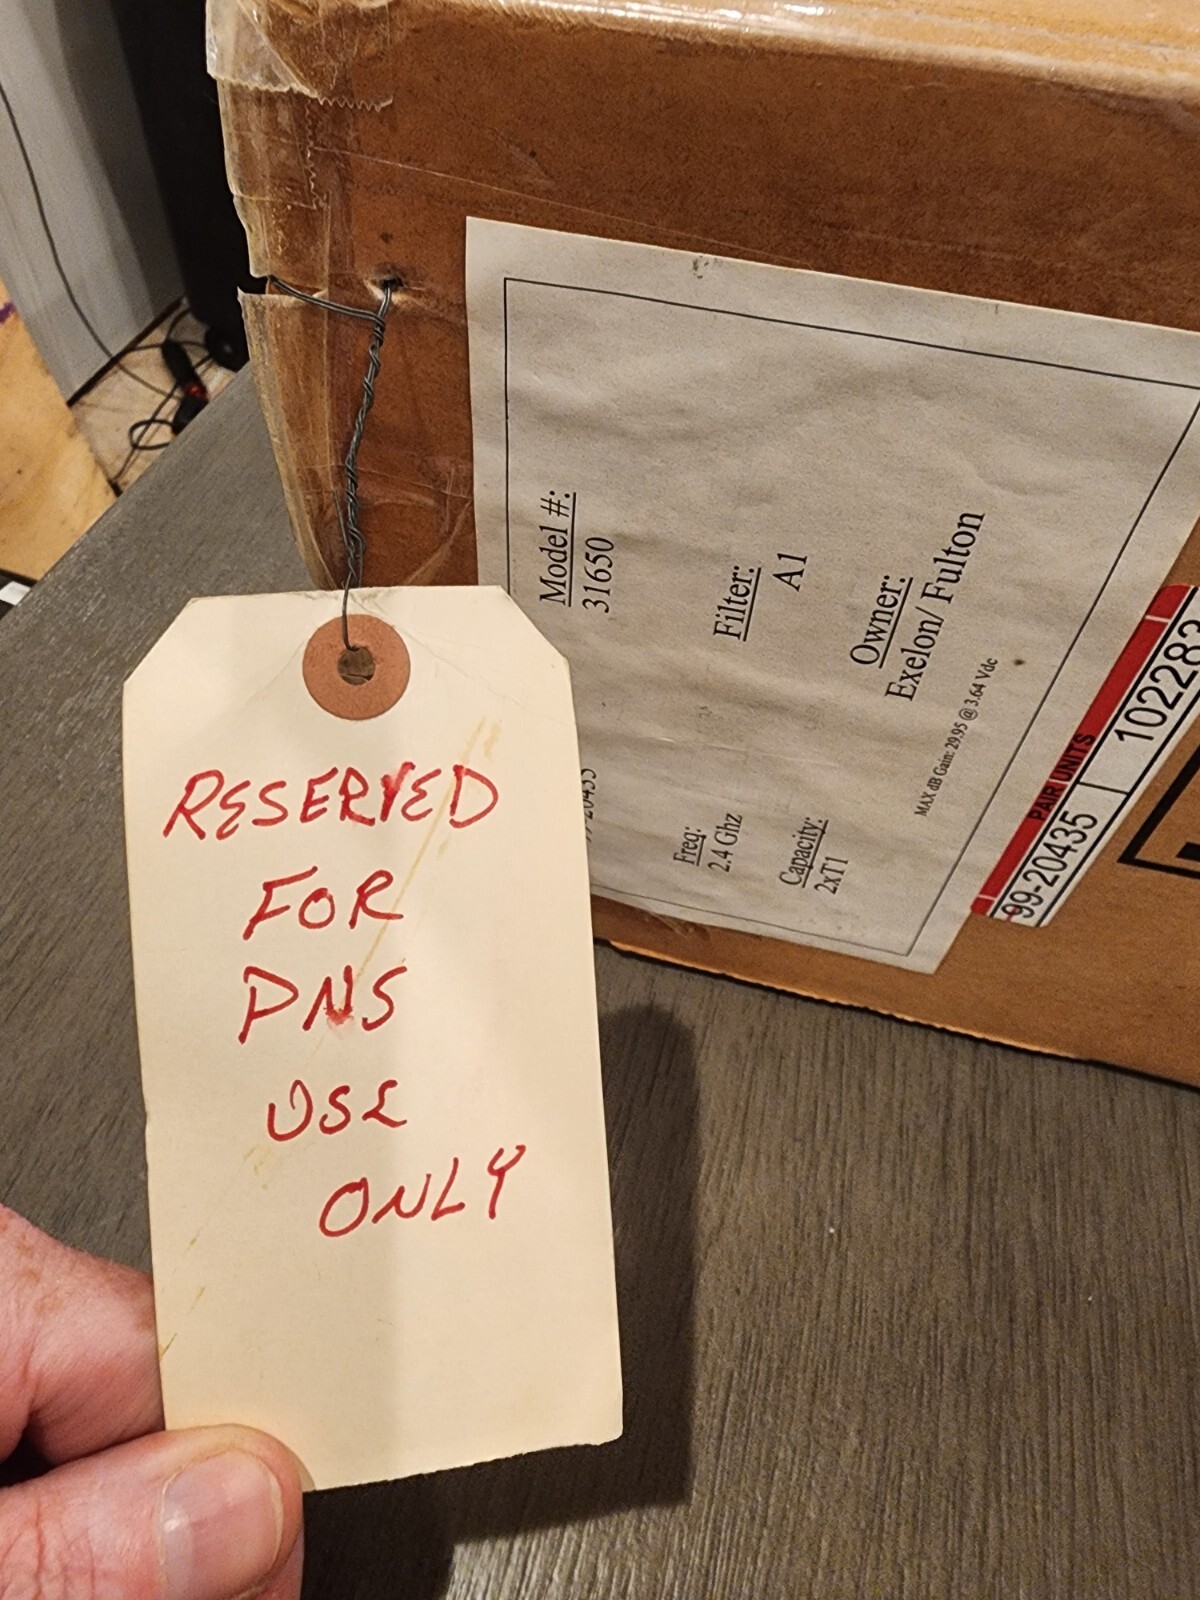 RESERVED
FOR
PNS
USE
ONLY
Model #:
31650
Filter:
A1
Owner:
Exelon/ Fulton
Freq:
2.4 Ghz
Capacity:
2xT1
MAX dB Gain: 29.95 @ 3.64 Vdc
PAIR UNITS
99-20435
102283